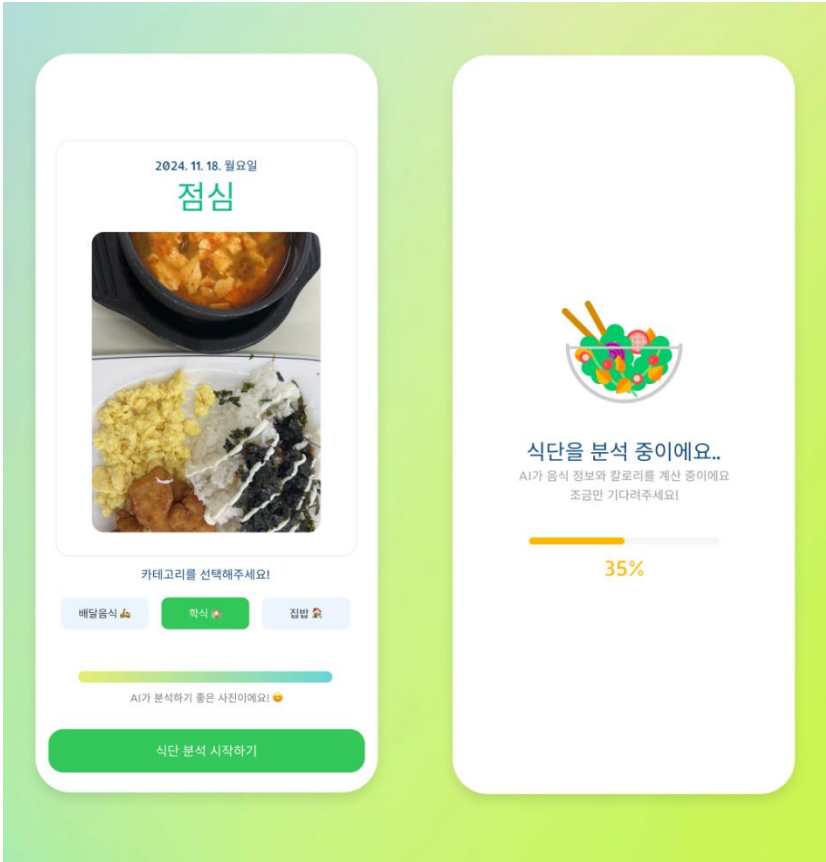 2024. 11. 18. 월요일
점심
카테고리를 선택해주세요!
배달음식 🛵
학식 🏫
집밥 🏠
AI가 분석하기 좋은 사진이에요! 😊
식단 분석 시작하기
식단을 분석 중이에요..
AI가 음식 정보와 칼로리를 계산 중이에요
조금만 기다려주세요!
35%